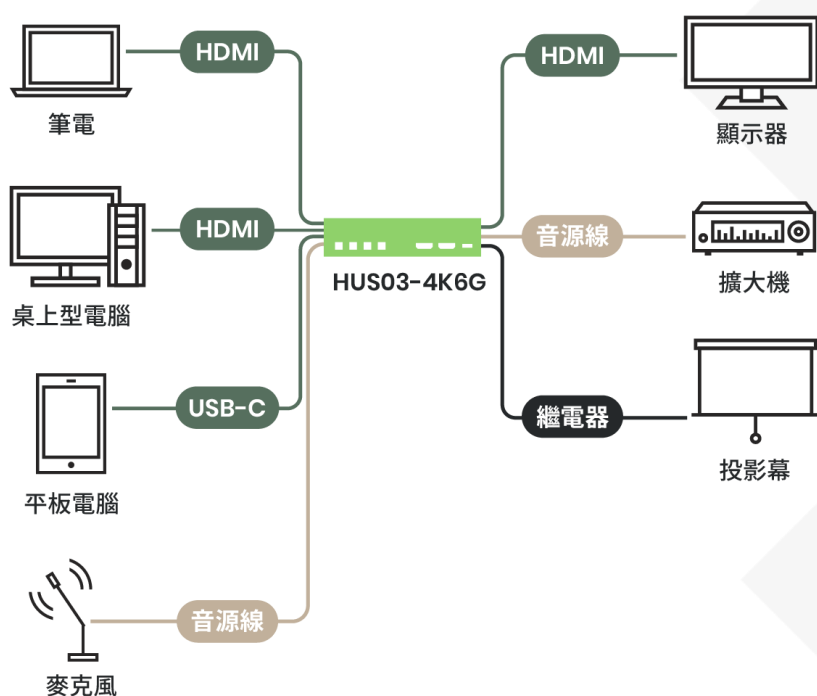 HDMI
筆電
HDMI
桌上型電腦
USB-C
平板電腦
音源線
麥克風
HUS03-4K6G
HDMI
顯示器
音源線
擴大機
繼電器
投影幕